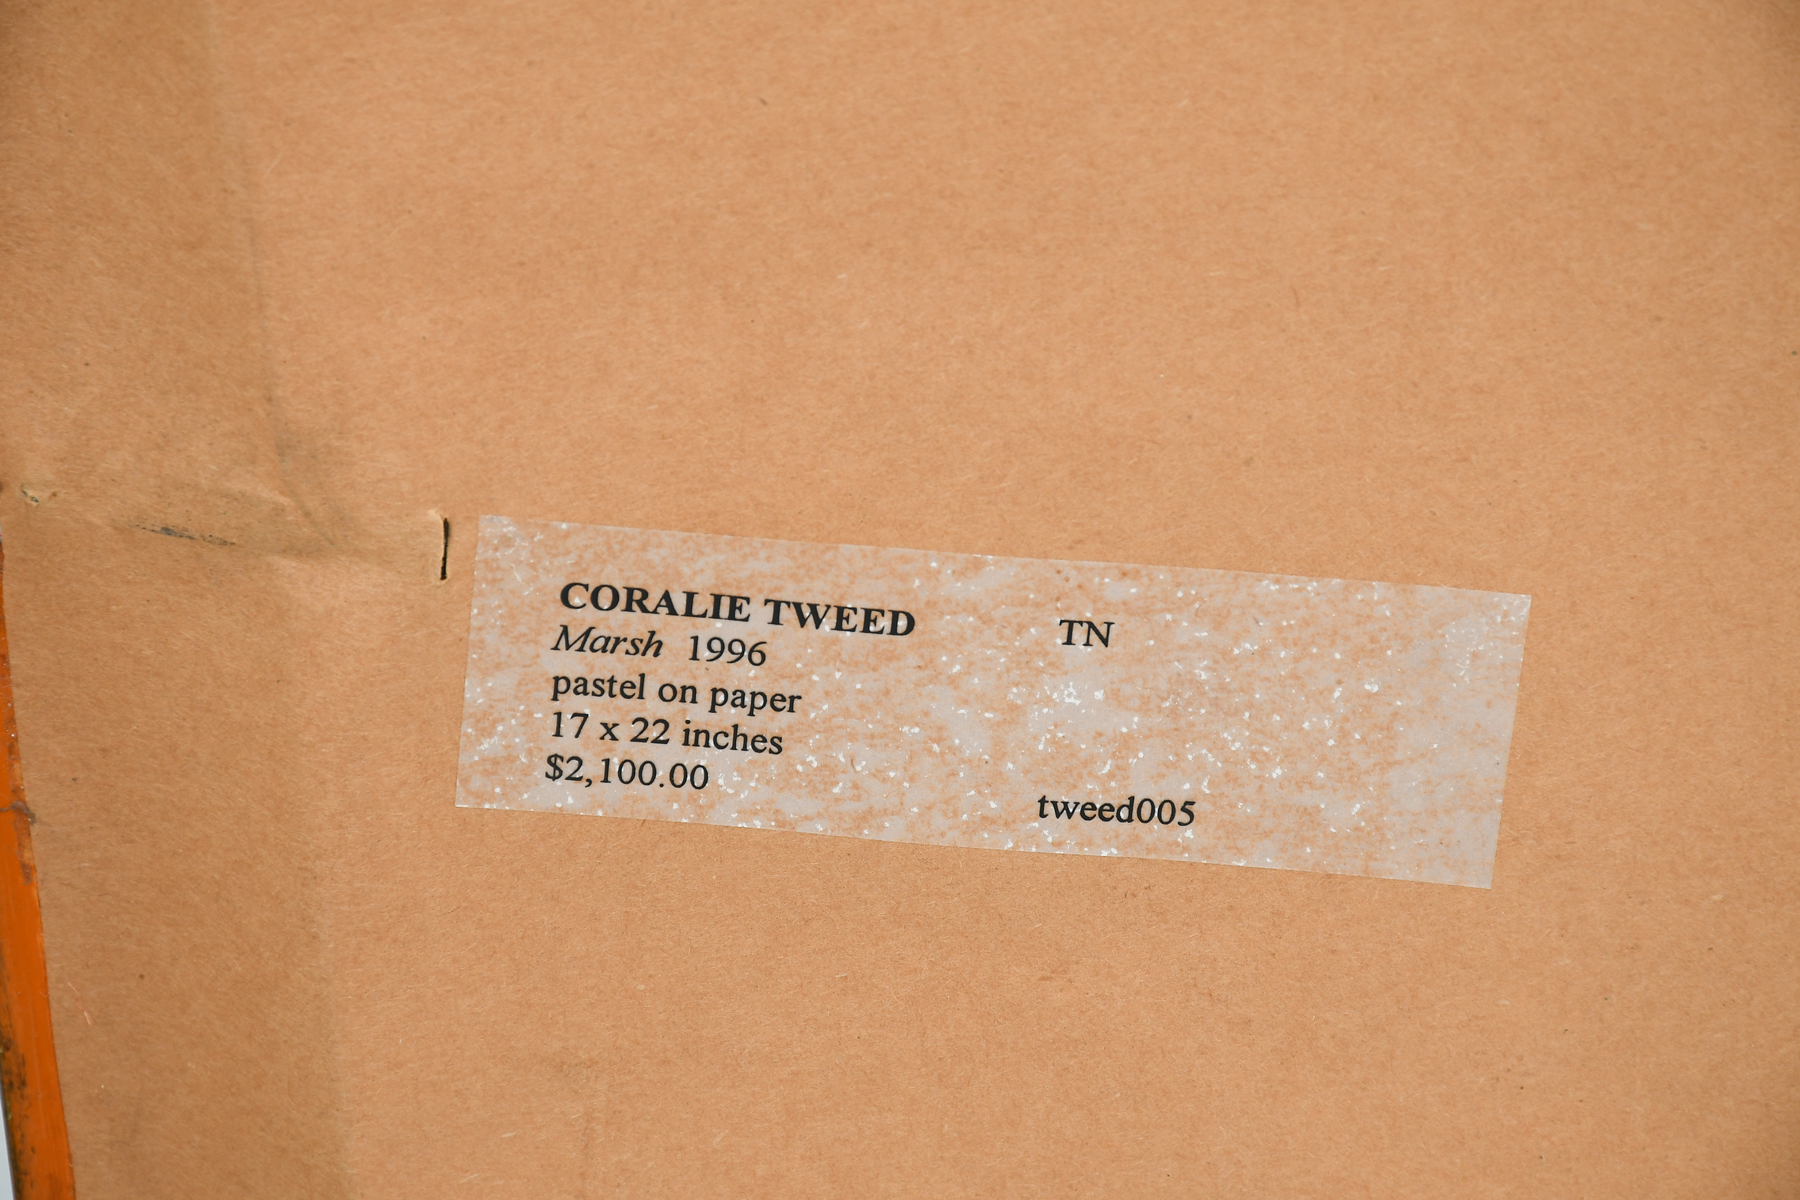 CORALIE TWEED TN
Marsh 1996
pastel on paper
17 x 22 inches
$2,100.00
tweed005